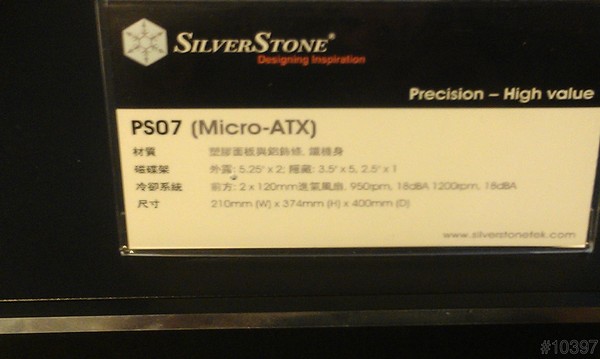 SILVERSTONE®
Designing Inspiration
Precision – High value
PS07 (Micro-ATX)
材質 塑膠面板與鋁飾條, 鐵機身
磁碟架 外露: 5.25" x 2; 隱藏: 3.5" x 5, 2.5" x 1
冷卻系統 前方: 2 x 120mm進氣風扇, 950rpm, 18dBA 1200rpm, 18dBA
尺寸 210mm (W) x 374mm (H) x 400mm (D)
www.silverstonetek.com
#10397